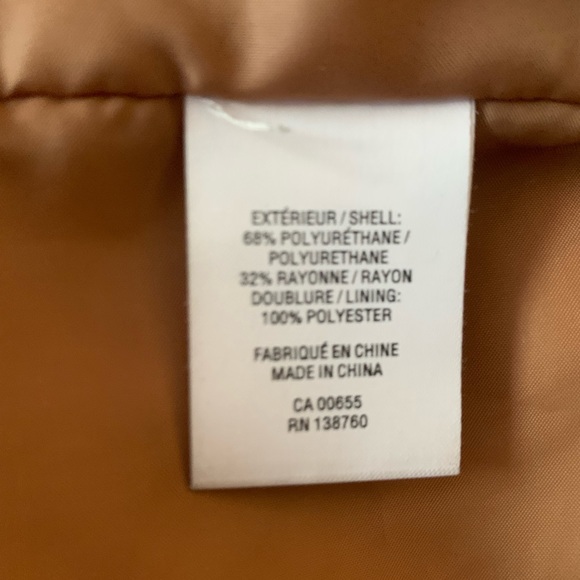 EXTÉRIEUR / SHELL:
68% POLYURÉTHANE /
POLYURETHANE
32% RAYONNE / RAYON
DOUBLURE / LINING:
100% POLYESTER
FABRIQUÉ EN CHINE
MADE IN CHINA
CA 00655
RN 138760